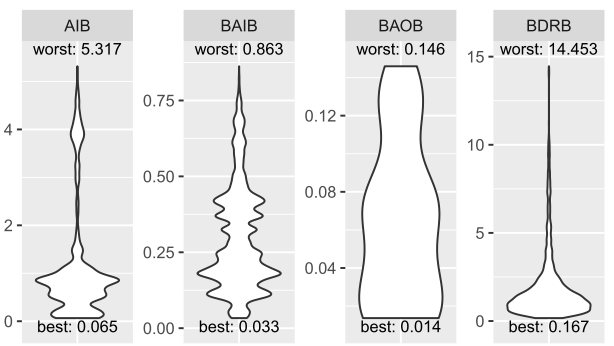 AIB
worst: 5.317
4
2
0
best: 0.065
BAIB
worst: 0.863
0.75
0.50
0.25
0.00
best: 0.033
BAOB
worst: 0.146
0.12
0.08
0.04
best: 0.014
BDRB
worst: 14.453
15
10
5
0
best: 0.167